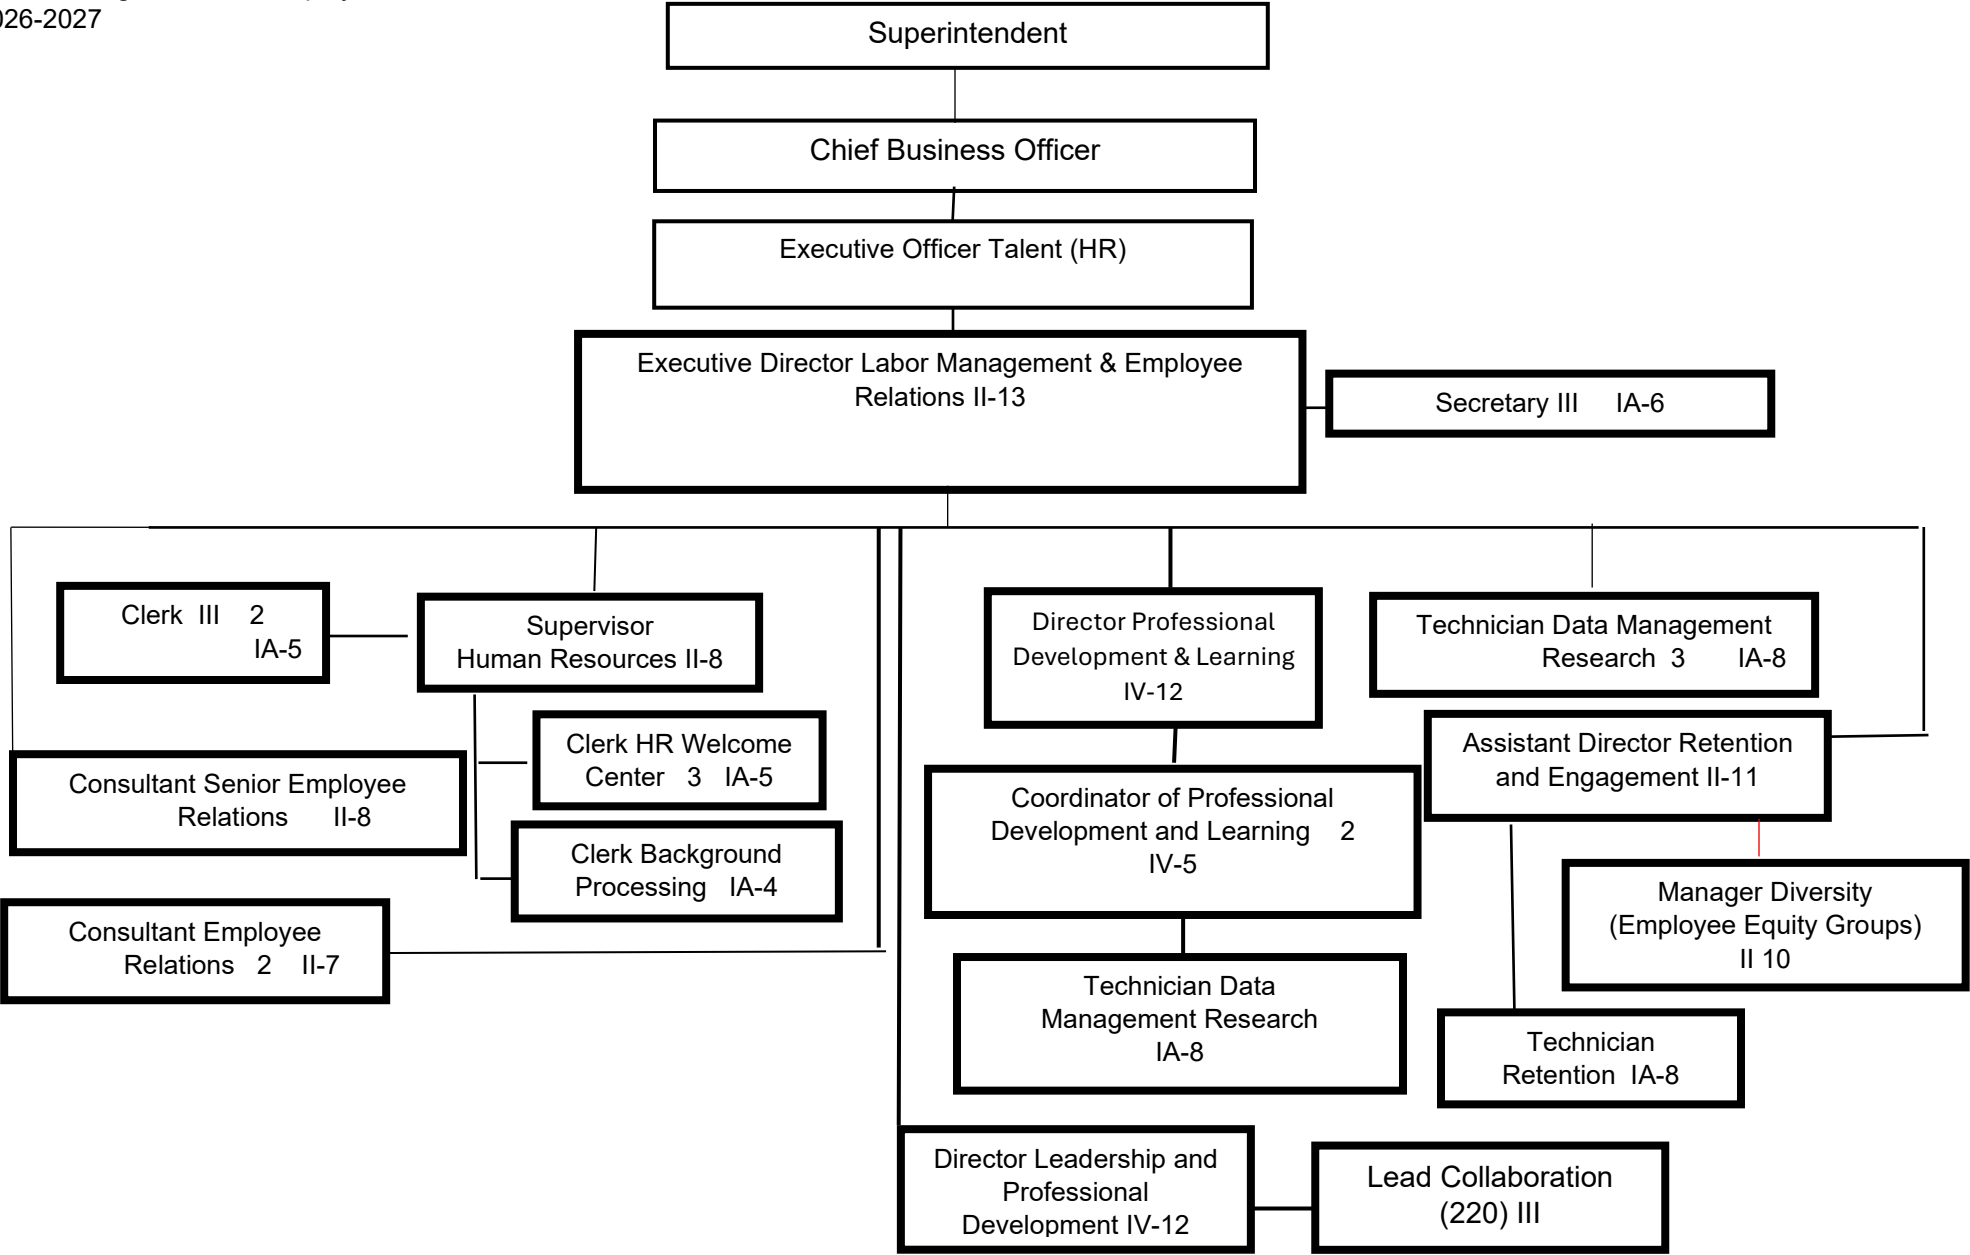 026-2027
Superintendent
Chief Business Officer
Executive Officer Talent (HR)
Executive Director Labor Management & Employee
Relations II-13
Secretary III IA-6
Clerk III 2
IA-5
Supervisor
Human Resources II-8
Clerk HR Welcome
Center 3 IA-5
Clerk Background
Processing IA-4
Consultant Senior Employee
Relations II-8
Consultant Employee
Relations 2 II-7
Director Professional
Development & Learning
IV-12
Coordinator of Professional
Development and Learning 2
IV-5
Technician Data
Management Research
IA-8
Technician Data Management
Research 3 IA-8
Assistant Director Retention
and Engagement II-11
Manager Diversity
(Employee Equity Groups)
II 10
Technician
Retention IA-8
Director Leadership and
Professional
Development IV-12
Lead Collaboration
(220) III